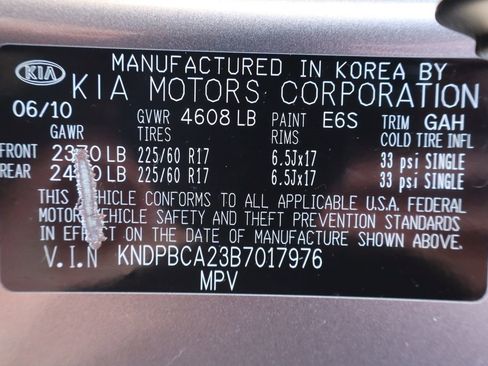 MANUFACTURED IN KOREA BY
KIA KIA MOTORS CORPORATION
06/10 GVWR 4608 LB PAINT E6S TRIM GAH
GAWR TIRES RIMS COLD TIRE INFL
FRONT LB 225/60 R17 6.5Jx17 33 psi SINGLE
REAR LB 225/60 R17 6.5Jx17 33 psi SINGLE
THIS VEHICLE CONFORMS TO ALL APPLICABLE U.S.A. FEDERAL
MOTOR VEHICLE SAFETY AND THEFT PREVENTION STANDARDS
IN EFFECT ON THE DATE OF MANUFACTURE SHOWN ABOVE.
V.I.N KNDPBCA23B7017976
MPV